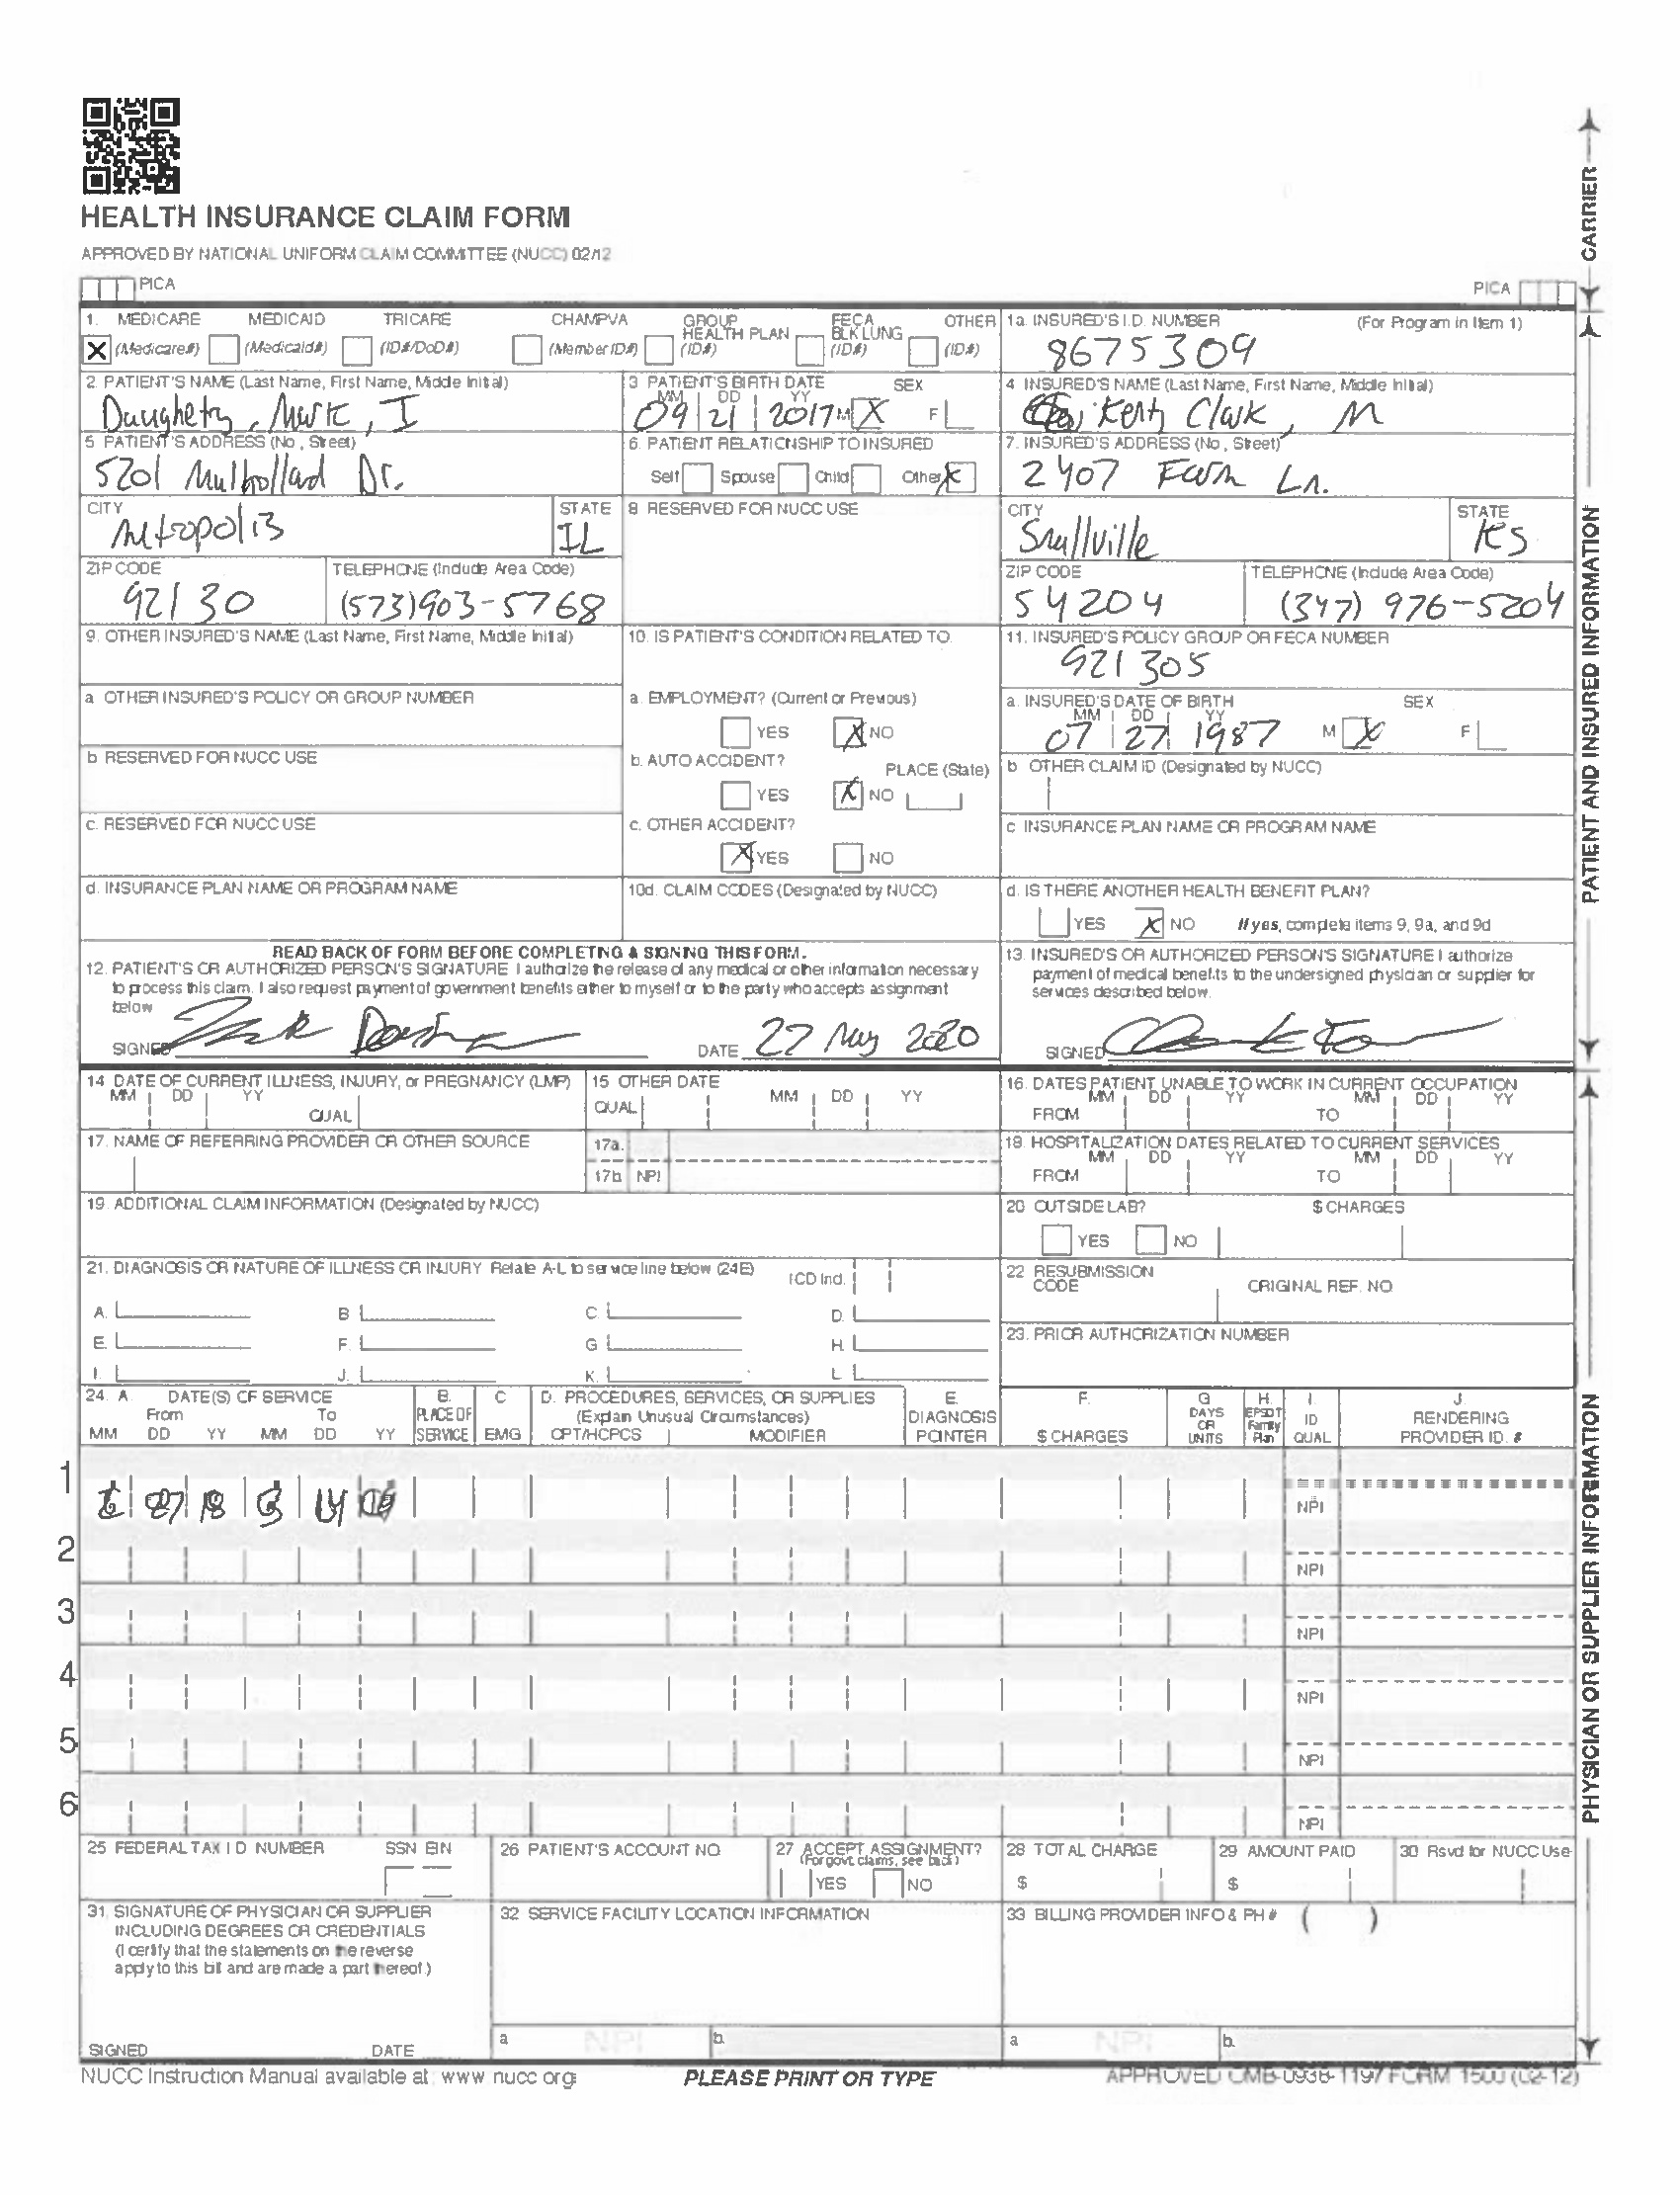 HEALTH INSURANCE CLAIM FORM
APPROVED BY NATIONAL UNIFORM CLAIM COMMITTEE (NUCC) 02/12
PICA
PICA
CARRIER
1. MEDICARE MEDICAID TRICARE CHAMPVA GROUP HEALTH PLAN FECA BLK LUNG OTHER
X (Medicare#) (Medicaid#) (ID#/DoD#) (Member ID#) (ID#) (ID#) (ID#)
1a. INSURED'S I.D. NUMBER (For Program in Item 1)
8675309
2 PATIENT'S NAME (Last Name, First Name, Middle Initial)
Daughety, Mark, I
3 PATIENT'S BIRTH DATE SEX
MM DD YY
09 21 2017 M X F
4 INSURED'S NAME (Last Name, First Name, Middle Initial)
Kent, Clark, M
5 PATIENT'S ADDRESS (No., Street)
5201 Mulhollad Dr.
6. PATIENT RELATIONSHIP TO INSURED
Self Spouse Child Other X
7. INSURED'S ADDRESS (No., Street)
2407 Farm Ln.
CITY
Mtropolis
STATE
IL
8 RESERVED FOR NUCC USE
CITY
Smllville
STATE
KS
ZIP CODE
92130
TELEPHONE (Include Area Code)
(573)903-5768
ZIP CODE
54204
TELEPHONE (Include Area Code)
(347) 976-5204
9. OTHER INSURED'S NAME (Last Name, First Name, Middle Initial)
10. IS PATIENT'S CONDITION RELATED TO
11. INSURED'S POLICY GROUP OR FECA NUMBER
921305
a OTHER INSURED'S POLICY OR GROUP NUMBER
a. EMPLOYMENT? (Current or Previous)
YES X NO
a. INSURED'S DATE OF BIRTH SEX
MM DD YY
07 27 1987 M X F
b RESERVED FOR NUCC USE
b. AUTO ACCIDENT? PLACE (State)
YES X NO
b OTHER CLAIM ID (Designated by NUCC)
c. RESERVED FOR NUCC USE
c. OTHER ACCIDENT?
X YES NO
c INSURANCE PLAN NAME OR PROGRAM NAME
d. INSURANCE PLAN NAME OR PROGRAM NAME
10d. CLAIM CODES (Designated by NUCC)
d. IS THERE ANOTHER HEALTH BENEFIT PLAN?
YES X NO If yes, complete items 9, 9a, and 9d
READ BACK OF FORM BEFORE COMPLETING & SIGNING THIS FORM.
12. PATIENT'S OR AUTHORIZED PERSON'S SIGNATURE I authorize the release of any medical or other information necessary
to process this claim. I also request payment of government benefits either to myself or to the party who accepts assignment
below
SIGNED DATE 27 May 2020
13. INSURED'S OR AUTHORIZED PERSON'S SIGNATURE I authorize
payment of medical benefits to the undersigned physician or supplier for
services described below.
SIGNED
PATIENT AND INSURED INFORMATION
14 DATE OF CURRENT ILLNESS, INJURY, or PREGNANCY (LMP)
MM DD YY QUAL
15 OTHER DATE
QUAL MM DD YY
16. DATES PATIENT UNABLE TO WORK IN CURRENT OCCUPATION
MM DD YY MM DD YY
FROM TO
17. NAME OF REFERRING PROVIDER OR OTHER SOURCE
17a.
17b NPI
18. HOSPITALIZATION DATES RELATED TO CURRENT SERVICES
MM DD YY MM DD YY
FROM TO
19. ADDITIONAL CLAIM INFORMATION (Designated by NUCC)
20 OUTSIDE LAB? $ CHARGES
YES NO
21. DIAGNOSIS OR NATURE OF ILLNESS OR INJURY Relate A-L to service line below (24E) ICD Ind.
A. B C D.
E. F. G H.
I. J. K. L.
22 RESUBMISSION CODE ORIGINAL REF. NO
23. PRIOR AUTHORIZATION NUMBER
24. A DATE(S) OF SERVICE B. C D. PROCEDURES, SERVICES, OR SUPPLIES E. F. G H. I. J.
From To PLACE OF (Explain Unusual Circumstances) DIAGNOSIS DAYS OR UNITS EPSDT Family Plan ID QUAL RENDERING
MM DD YY MM DD YY SERVICE EMG CPT/HCPCS MODIFIER POINTER $ CHARGES PROVIDER ID. #
1 18 NPI
2 NPI
3 NPI
4 NPI
5 NPI
6 NPI
PHYSICIAN OR SUPPLIER INFORMATION
25 FEDERAL TAX I D NUMBER SSN EIN
26 PATIENT'S ACCOUNT NO.
27 ACCEPT ASSIGNMENT?
(For govt. claims, see back)
YES NO
28 TOTAL CHARGE
$
29 AMOUNT PAID
$
30 Rsvd for NUCC Use
31. SIGNATURE OF PHYSICIAN OR SUPPLIER
INCLUDING DEGREES OR CREDENTIALS
(I certify that the statements on the reverse
apply to this bill and are made a part thereof.)
SIGNED DATE
32 SERVICE FACILITY LOCATION INFORMATION
a NPI b.
33 BILLING PROVIDER INFO & PH # ( )
a NPI b.
NUCC Instruction Manual available at: www nucc org
PLEASE PRINT OR TYPE
APPROVED OMB-0938-1197 FORM 1500 (02-12)